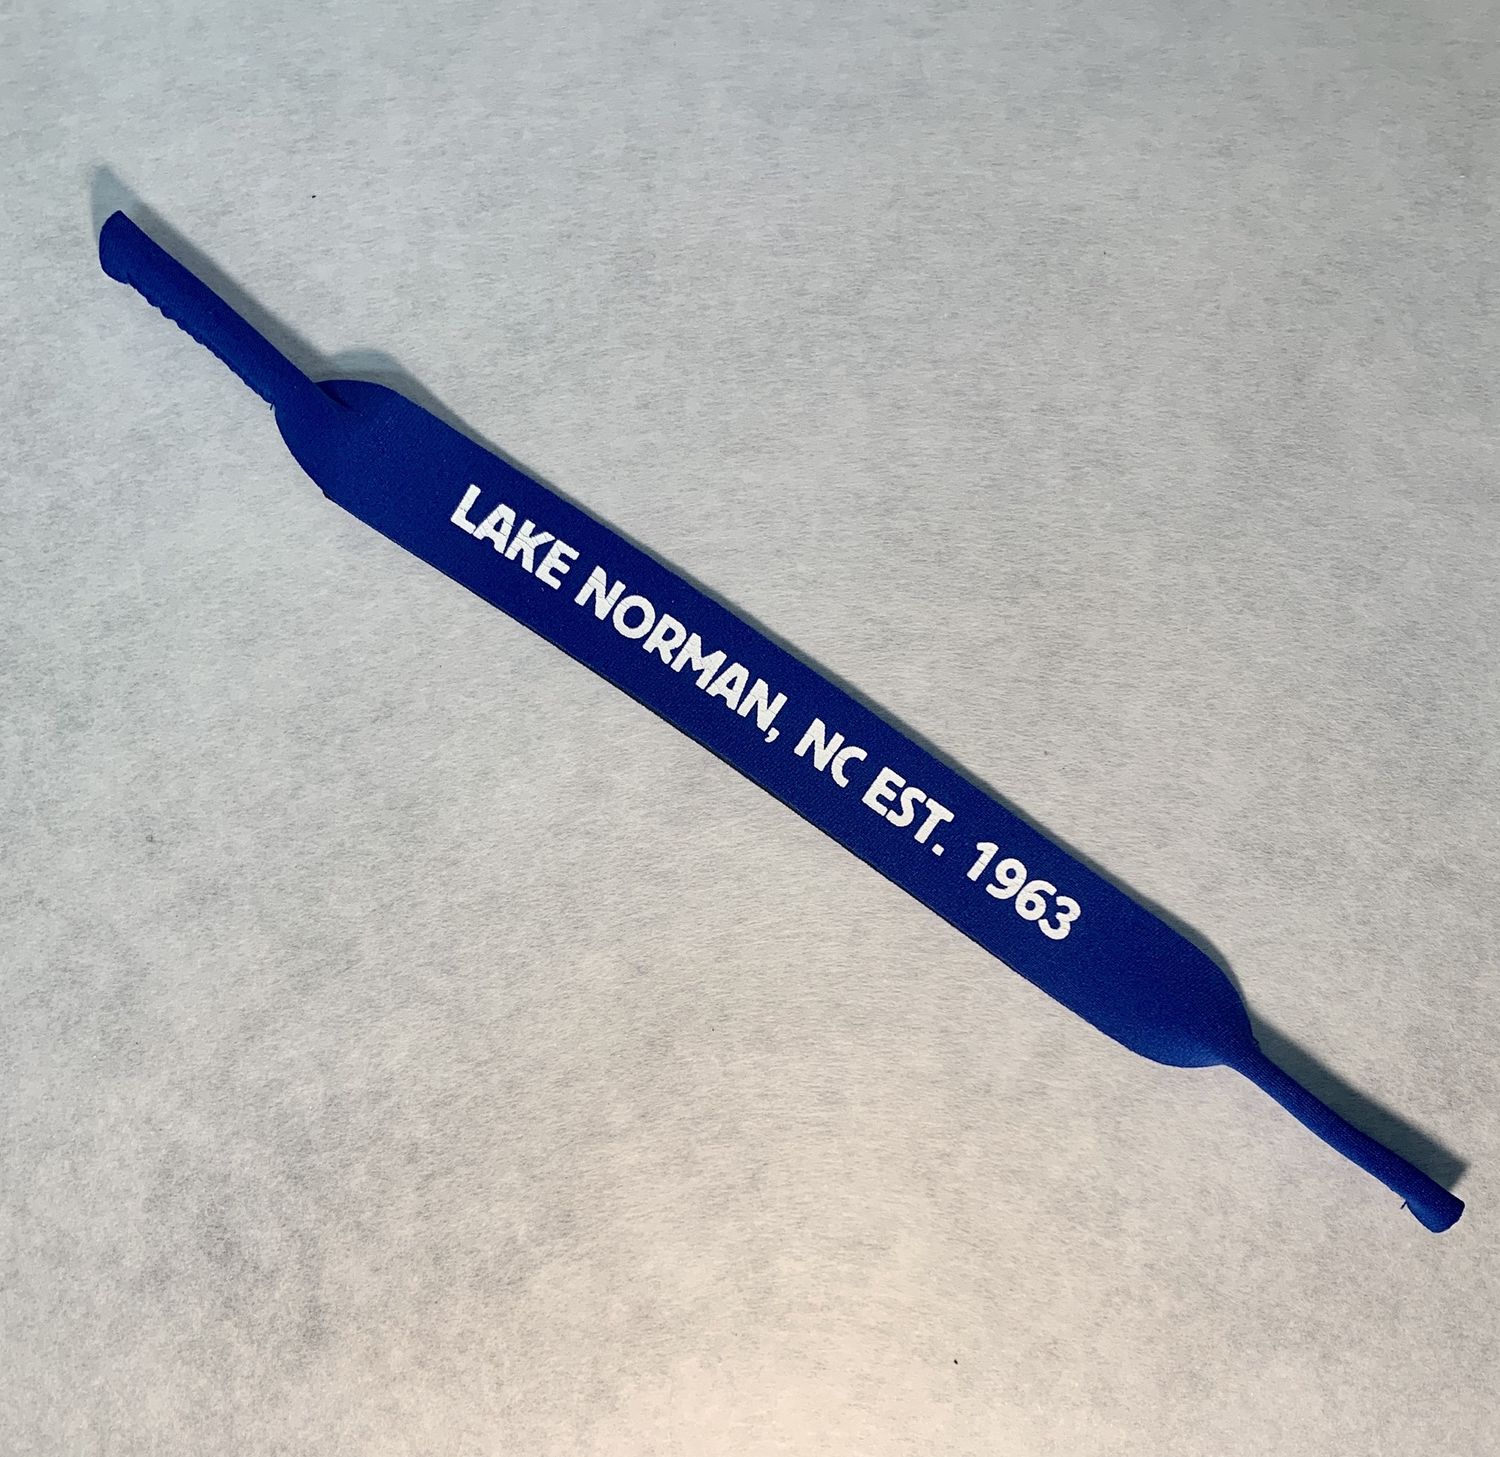 LAKE NORMAN, NC EST. 1963